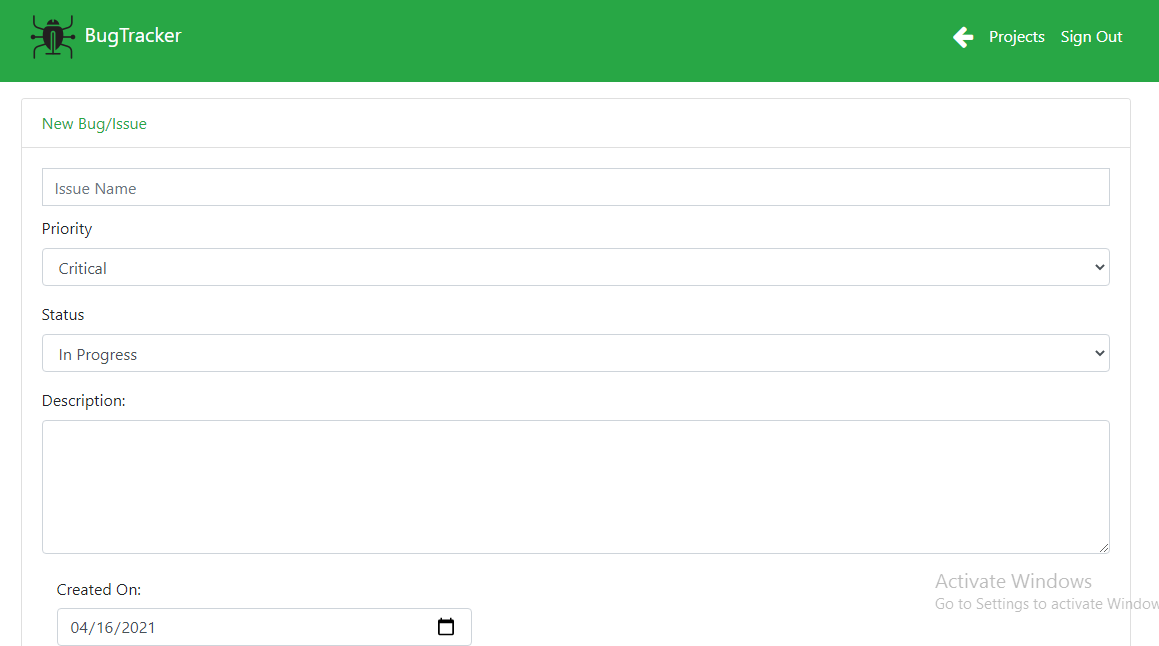 BugTracker
Projects Sign Out
New Bug/Issue
Issue Name
Priority
Critical
Status
In Progress
Description:
Created On:
04/16/2021
Activate Windows
Go to Settings to activate Window